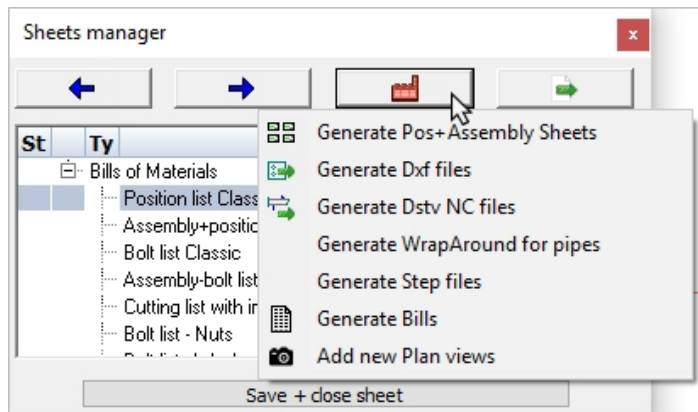 Sheets manager
x
St Ty
Bills of Materials
Position list Class
Assembly+positic
Bolt list Classic
Assembly-bolt list
Cutting list with ir
Bolt list - Nuts
Generate Pos+Assembly Sheets
Generate Dxf files
Generate Dstv NC files
Generate WrapAround for pipes
Generate Step files
Generate Bills
Add new Plan views
Save + close sheet